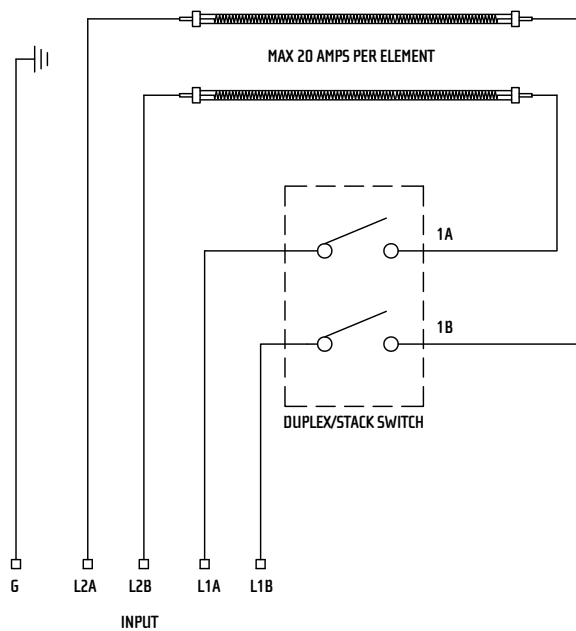 MAX 20 AMPS PER ELEMENT
1A
1B
DUPLEX/STACK SWITCH
G L2A L2B L1A L1B
INPUT